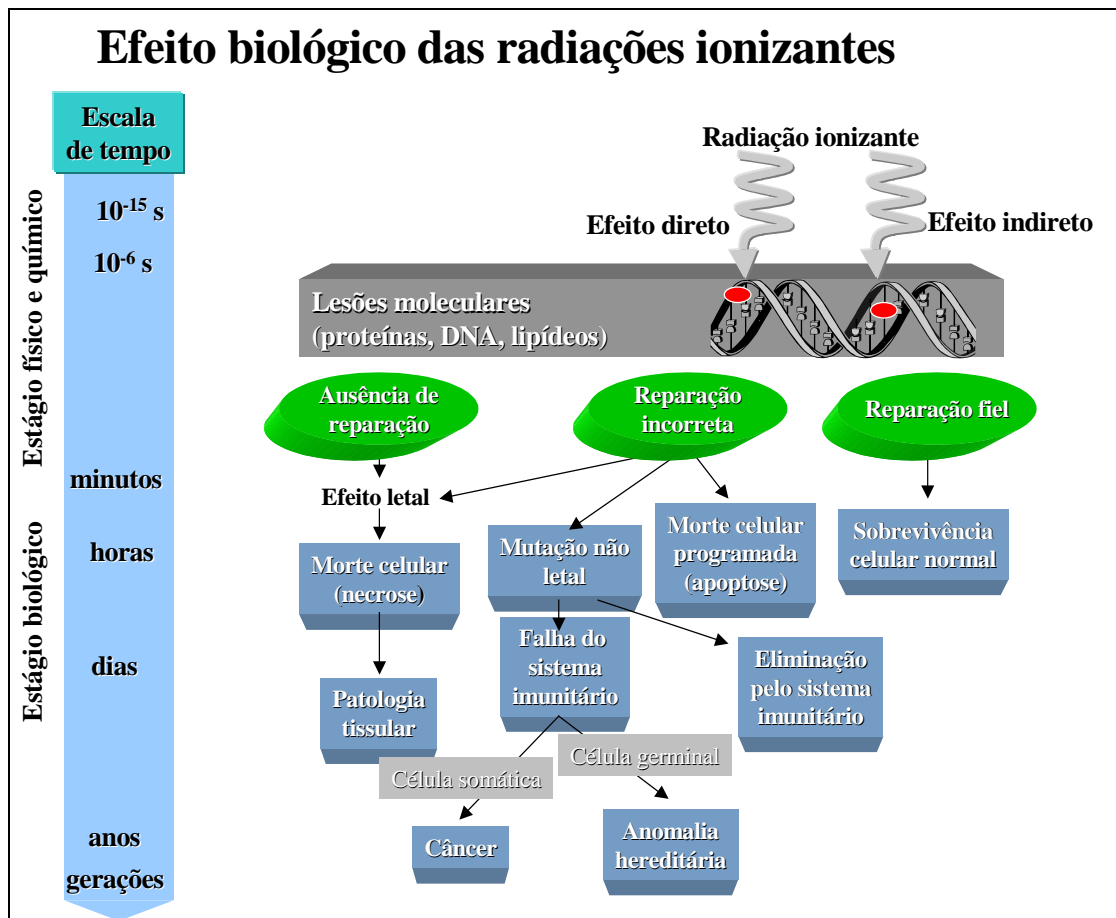 Efeito biológico das radiações ionizantes
Escala
de tempo
Estágio físico e químico
10⁻¹⁵ s
10⁻⁶ s
Radiação ionizante
Efeito direto
Efeito indireto
Lesões moleculares
(proteínas, DNA, lipídeos)
Ausência de
reparação
Reparação
incorreta
Reparação fiel
minutos
Efeito letal
Estágio biológico
horas
Morte celular
(necrose)
Mutação não
letal
Morte celular
programada
(apoptose)
Sobrevivência
celular normal
dias
Patologia
tissular
Falha do
sistema
imunitário
Eliminação
pelo sistema
imunitário
Célula somática
Célula germinal
anos
gerações
Câncer
Anomalia
hereditária